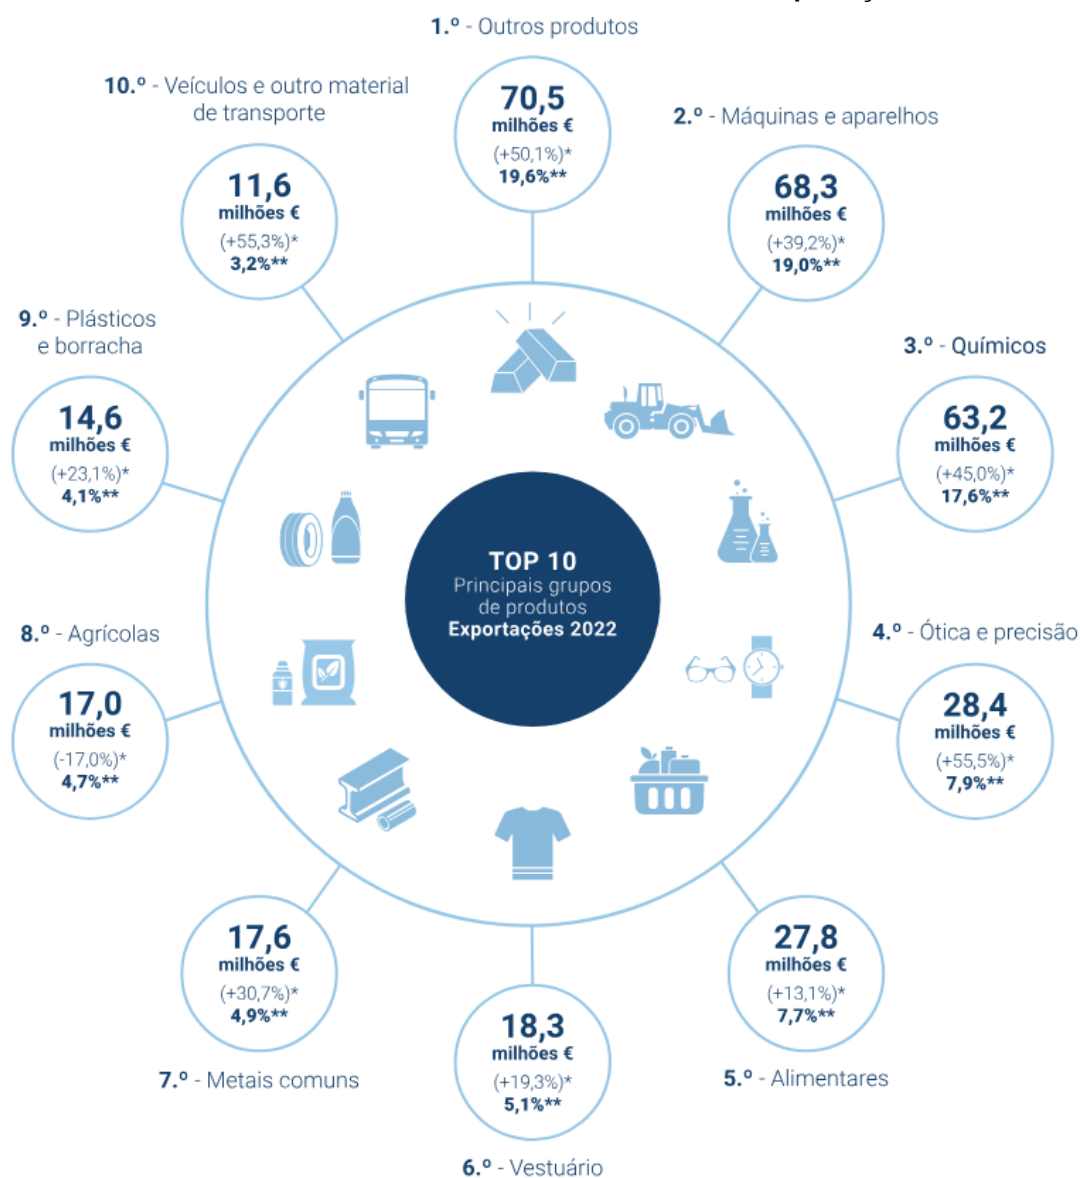 1.º - Outros produtos
70,5
milhões €
(+50,1%)*
19,6%**
2.º - Máquinas e aparelhos
68,3
milhões €
(+39,2%)*
19,0%**
3.º - Químicos
63,2
milhões €
(+45,0%)*
17,6%**
4.º - Ótica e precisão
28,4
milhões €
(+55,5%)*
7,9%**
5.º - Alimentares
27,8
milhões €
(+13,1%)*
7,7%**
6.º - Vestuário
18,3
milhões €
(+19,3%)*
5,1%**
7.º - Metais comuns
17,6
milhões €
(+30,7%)*
4,9%**
8.º - Agrícolas
17,0
milhões €
(-17,0%)*
4,7%**
9.º - Plásticos
e borracha
14,6
milhões €
(+23,1%)*
4,1%**
10.º - Veículos e outro material
de transporte
11,6
milhões €
(+55,3%)*
3,2%**
TOP 10
Principais grupos
de produtos
Exportações 2022